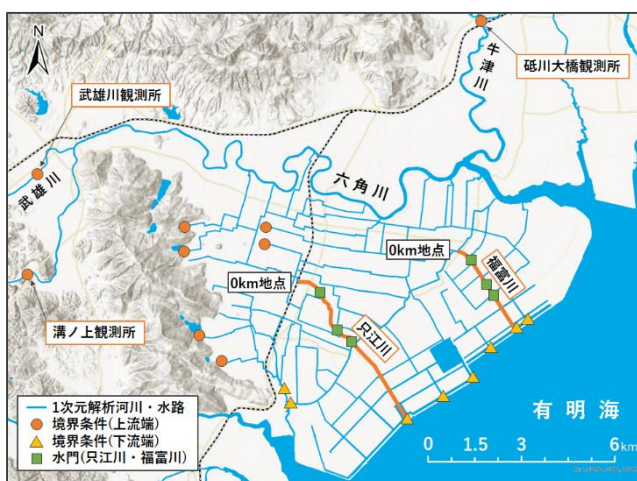 N
牛津川
砥川大橋観測所
武雄川観測所
六角川
武雄川
0km地点
0km地点
福富川
溝ノ上観測所
只江川
1次元解析河川・水路
境界条件(上流端)
境界条件(下流端)
水門(只江川・福富川)
有明海
0 1.5 3 6
km